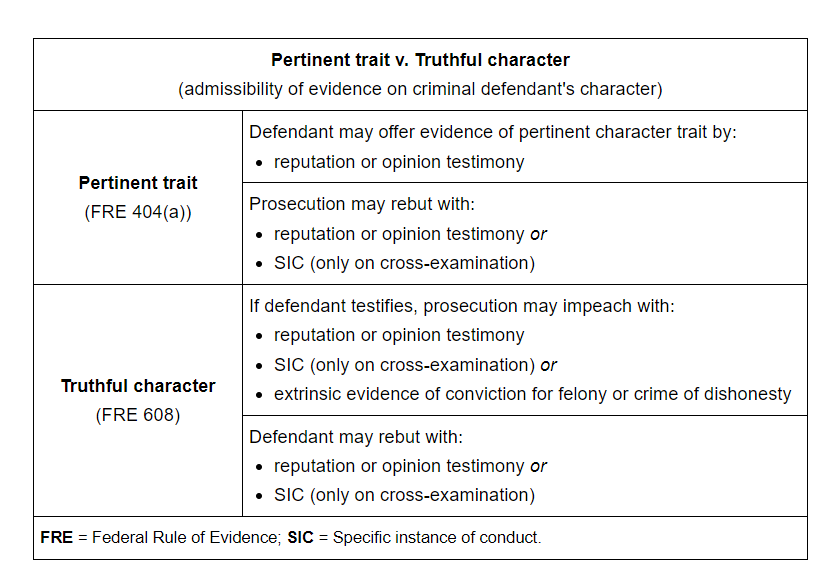 Pertinent trait v. Truthful character
(admissibility of evidence on criminal defendant's character)
Pertinent trait
(FRE 404(a))
Defendant may offer evidence of pertinent character trait by:
• reputation or opinion testimony
Prosecution may rebut with:
• reputation or opinion testimony or
• SIC (only on cross-examination)
Truthful character
(FRE 608)
If defendant testifies, prosecution may impeach with:
• reputation or opinion testimony
• SIC (only on cross-examination) or
• extrinsic evidence of conviction for felony or crime of dishonesty
Defendant may rebut with:
• reputation or opinion testimony or
• SIC (only on cross-examination)
FRE = Federal Rule of Evidence; SIC = Specific instance of conduct.